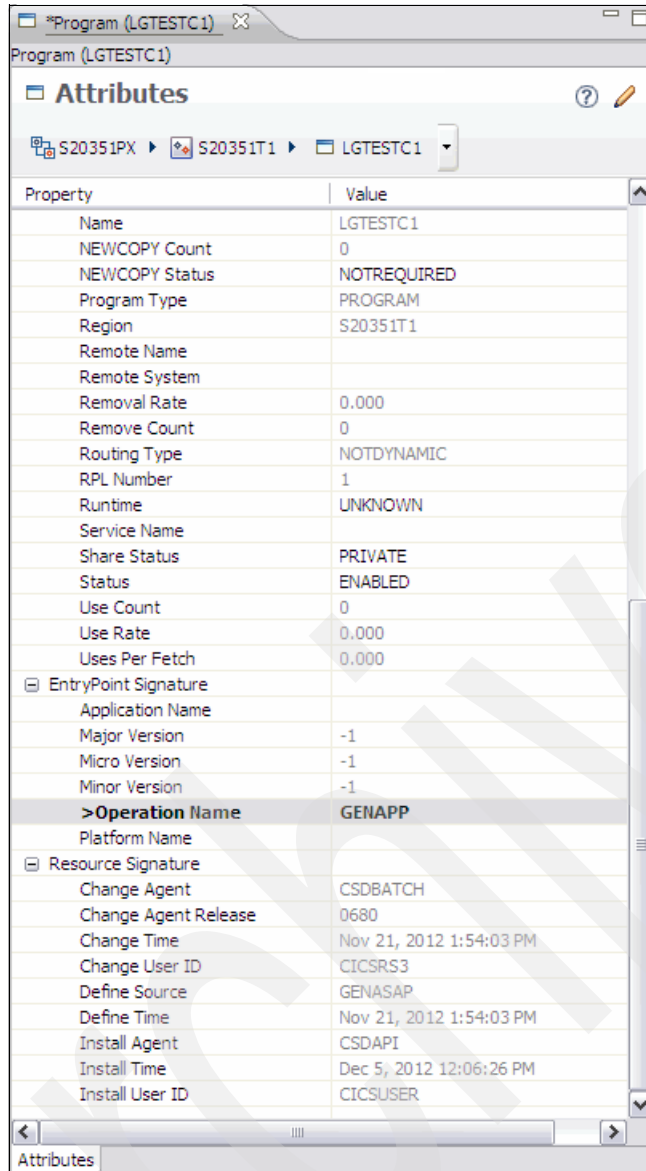 *Program (LGTESTC1)
Program (LGTESTC1)
Attributes
S20351PX S20351T1 LGTESTC1
Property Value
Name LGTESTC1
NEWCOPY Count 0
NEWCOPY Status NOTREQUIRED
Program Type PROGRAM
Region S20351T1
Remote Name
Remote System
Removal Rate 0.000
Remove Count 0
Routing Type NOTDYNAMIC
RPL Number 1
Runtime UNKNOWN
Service Name
Share Status PRIVATE
Status ENABLED
Use Count 0
Use Rate 0.000
Uses Per Fetch 0.000
EntryPoint Signature
Application Name
Major Version -1
Micro Version -1
Minor Version -1
>Operation Name GENAPP
Platform Name
Resource Signature
Change Agent CSDBATCH
Change Agent Release 0680
Change Time Nov 21, 2012 1:54:03 PM
Change User ID CICSRS3
Define Source GENASAP
Define Time Nov 21, 2012 1:54:03 PM
Install Agent CSDAPI
Install Time Dec 5, 2012 12:06:26 PM
Install User ID CICSUSER
Attributes